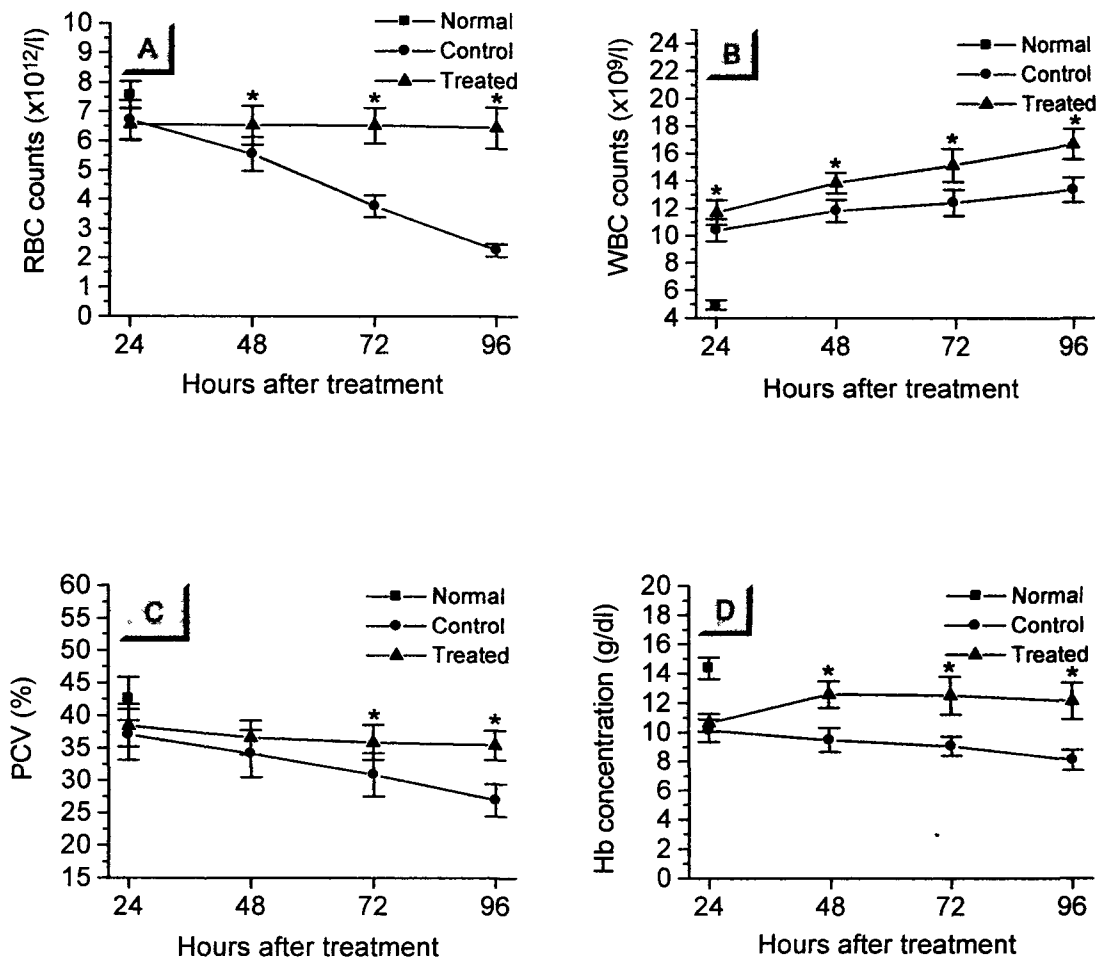 A
Normal
Control
Treated
RBC counts (x10¹²/l)
10
9
8
7
6
5
4
3
2
1
0
* * *
24 48 72 96
Hours after treatment
B
Normal
Control
Treated
WBC counts (x10⁹/l)
24
22
20
18
16
14
12
10
8
6
4
* * * *
24 48 72 96
Hours after treatment
C
Normal
Control
Treated
PCV (%)
60
55
50
45
40
35
30
25
20
15
* *
24 48 72 96
Hours after treatment
D
Normal
Control
Treated
Hb concentration (g/dl)
20
18
16
14
12
10
8
6
4
2
0
* * *
24 48 72 96
Hours after treatment